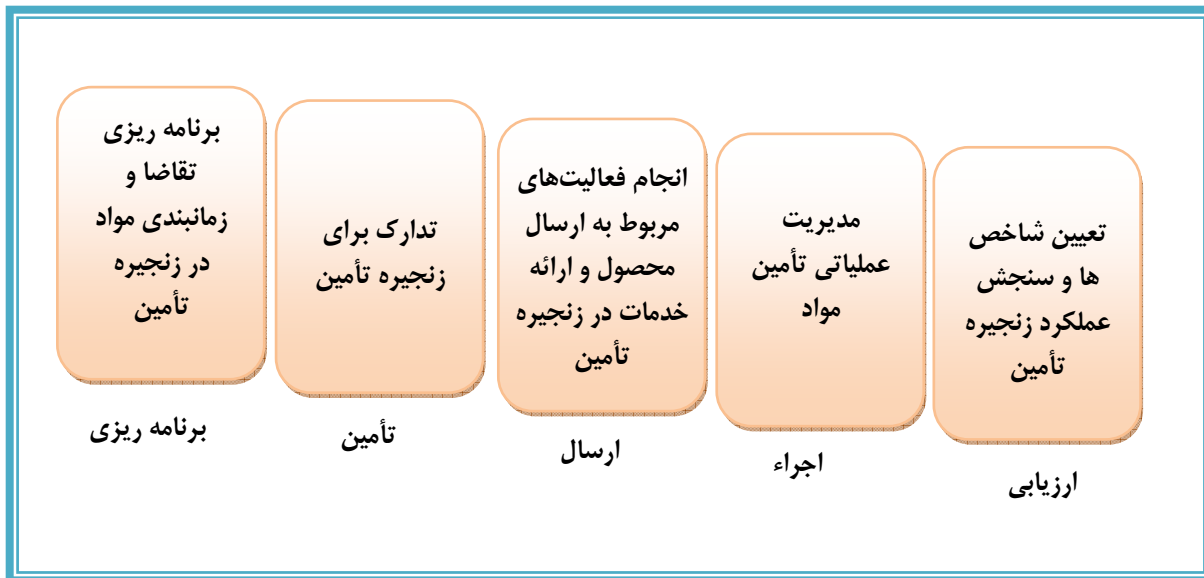 برنامه ریزی
تقاضا و
زمانبندی مواد
در زنجیره
تأمین
برنامه ریزی
تدارک برای
زنجیره تأمین
تأمین
انجام فعالیت‌های
مربوط به ارسال
محصول و ارائه
خدمات در زنجیره
تأمین
ارسال
مدیریت
عملیاتی تأمین
مواد
اجراء
تعیین شاخص
ها و سنجش
عملکرد زنجیره
تأمین
ارزیابی